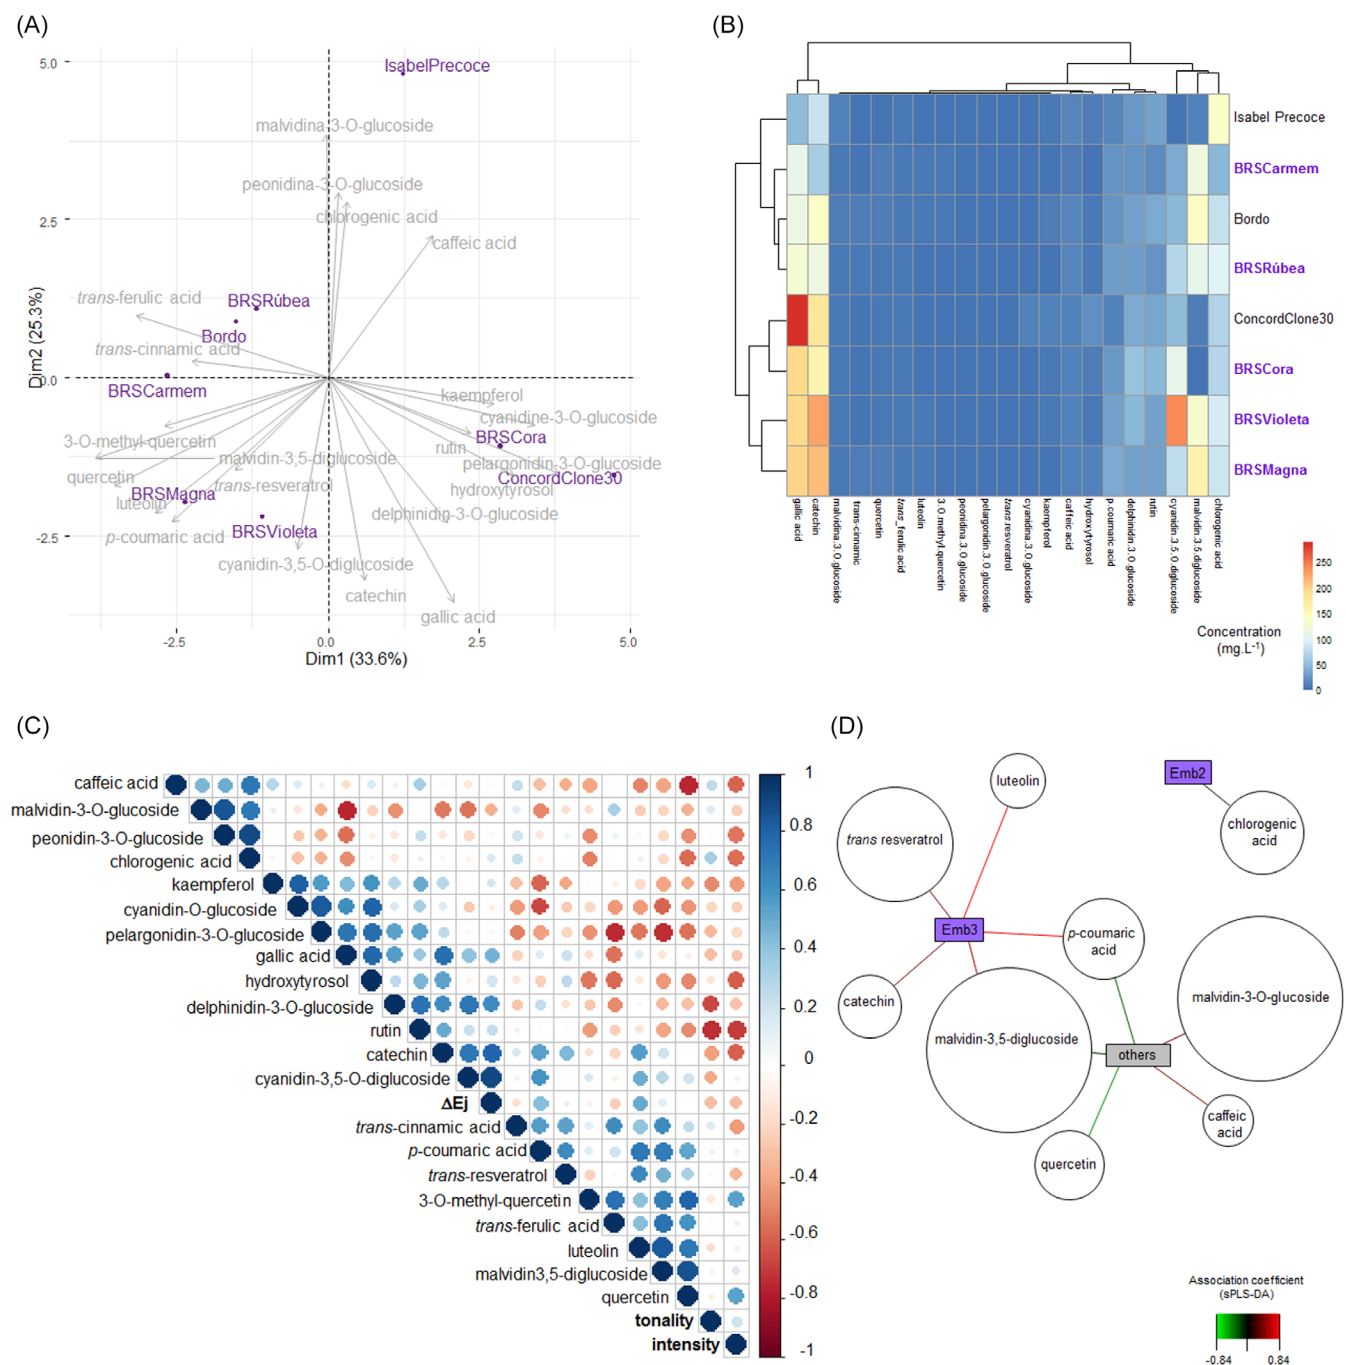 (A)
IsabelPrecoce
5.0
malvidina-3-O-glucoside
peonidina-3-O-glucoside
chlorogenic acid
2.5
caffeic acid
trans-ferulic acid
BRSRúbea
Bordo
trans-cinnamic acid
0.0
BRSCarmem
kaempferol
cyanidine-3-O-glucoside
BRSCora
3-O-methyl-quercetin
rutin
malvidin-3,5-diglucoside
pelargonidin-3-O-glucoside
quercetin
ConcordClone30
trans-resveratrol
hydroxytyrosol
BRSMagna
luteolin
delphinidin-3-O-glucoside
BRSVioleta
p-coumaric acid
-2.5
cyanidin-3,5-O-diglucoside
catechin
gallic acid
-2.5
0.0
2.5
5.0
Dim1 (33.6%)
Dim2 (25.3%)
(B)
Isabel Precoce
BRSCarmem
Bordo
BRSRúbea
ConcordClone30
BRSCora
BRSVioleta
BRSMagna
gallic acid
catechin
malvidina.3.O.glucoside
trans-cinnamic
quercetin
trans_ferulic acid
luteolin
3.O.methyl.quercetin
peonidina.3.O.glucoside
pelargonidin.3.O.glucoside
trans.resveratrol
cyanidina.3.O.glucoside
kaempferol
caffeic acid
hydroxytyrosol
p.coumaric acid
delphinidin.3.O.glucoside
rutin
cyanidin.3.5.O.diglucoside
malvidin.3.5.diglucoside
chlorogenic acid
Concentration
(mg.L-1)
250
200
150
100
50
0
(C)
caffeic acid
malvidin-3-O-glucoside
peonidin-3-O-glucoside
chlorogenic acid
kaempferol
cyanidin-O-glucoside
pelargonidin-3-O-glucoside
gallic acid
hydroxytyrosol
delphinidin-3-O-glucoside
rutin
catechin
cyanidin-3,5-O-diglucoside
ΔEj
trans-cinnamic acid
p-coumaric acid
trans-resveratrol
3-O-methyl-quercetin
trans-ferulic acid
luteolin
malvidin3,5-diglucoside
quercetin
tonality
intensity
1
0.8
0.6
0.4
0.2
0
-0.2
-0.4
-0.6
-0.8
-1
(D)
luteolin
Emb2
trans resveratrol
chlorogenic
acid
Emb3
p-coumaric
acid
catechin
malvidin-3-O-glucoside
malvidin-3,5-diglucoside
others
caffeic
acid
quercetin
Association coefficient
(sPLS-DA)
-0.84
0.84